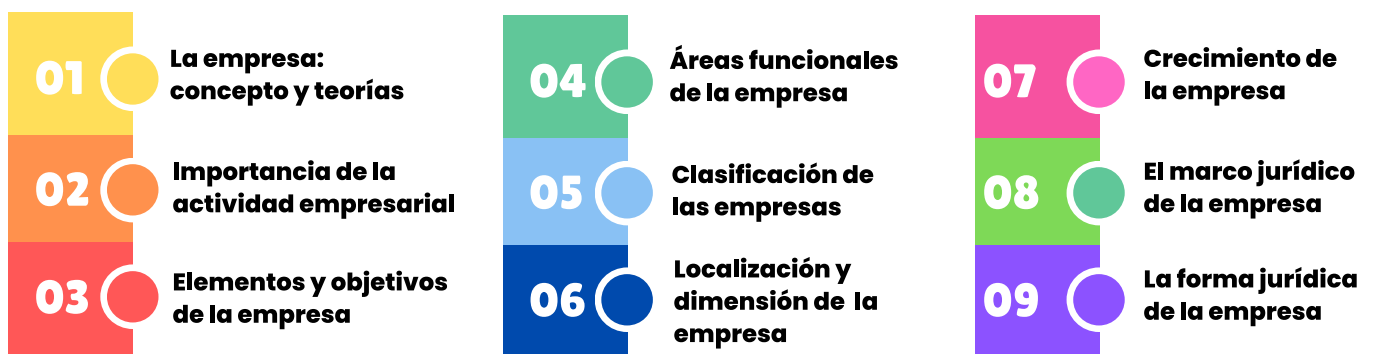 01
La empresa:
concepto y teorías
02
Importancia de la
actividad empresarial
03
Elementos y objetivos
de la empresa
04
Áreas funcionales
de la empresa
05
Clasificación de
las empresas
06
Localización y
dimensión de la
empresa
07
Crecimiento de
la empresa
08
El marco jurídico
de la empresa
09
La forma jurídica
de la empresa